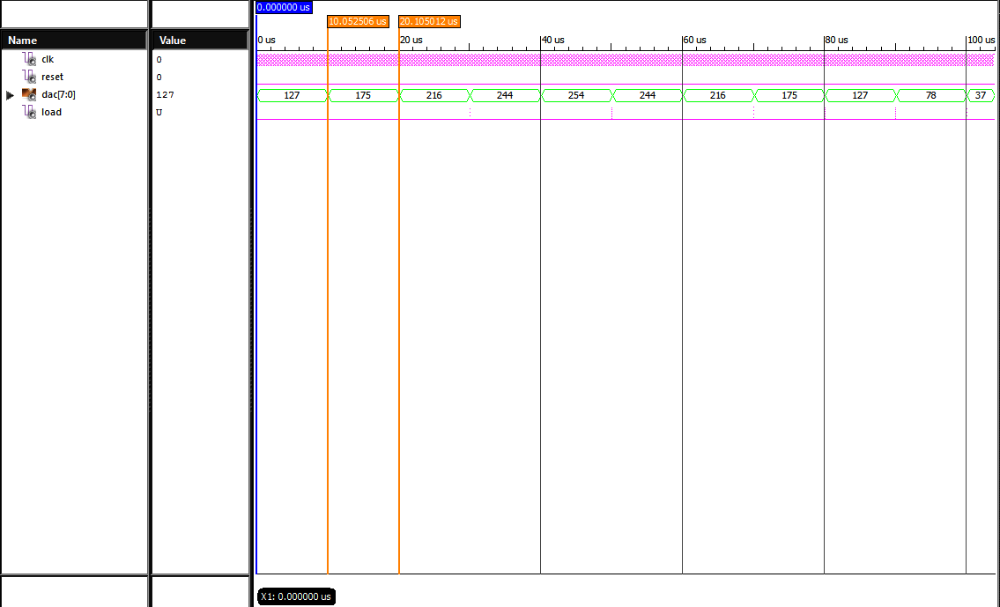 0.000000 us
10.052506 us 20.105012 us
Name Value 0 us 20 us 40 us 60 us 80 us 100 us
clk 0
reset 0
dac[7:0] 127 127 175 216 244 254 244 216 175 127 78 37
load U
X1: 0.000000 us